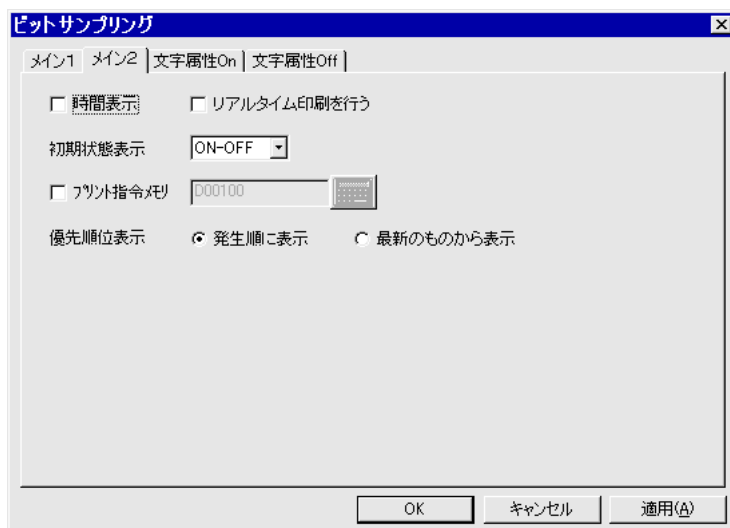 ビットサンプリング
メイン1 メイン2 文字属性On 文字属性Off
時間表示 リアルタイム印刷を行う
初期状態表示 ON-OFF
プリント指令メモリ D00100
優先順位表示 発生順に表示 最新のものから表示
OK キャンセル 適用(A)